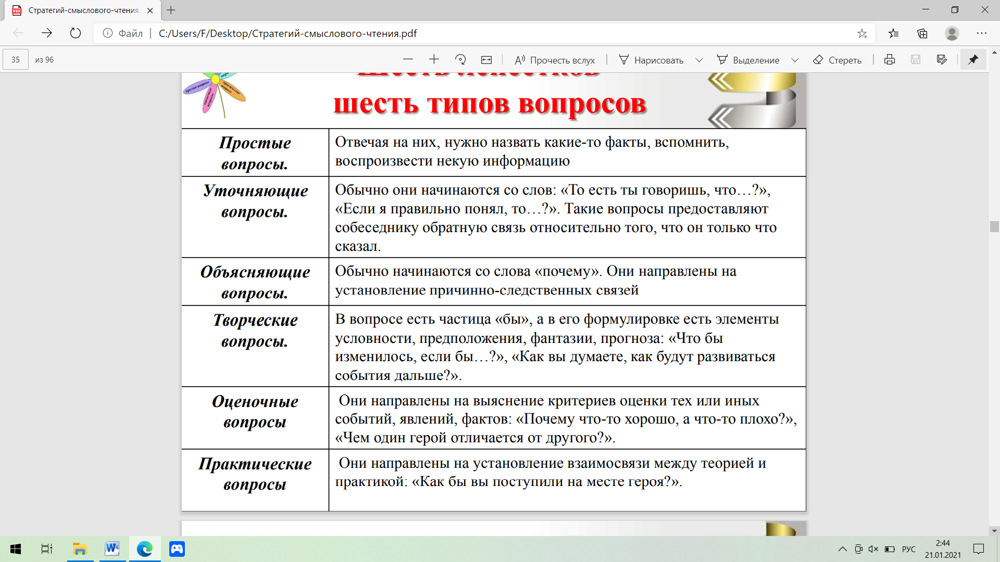 Стратегий-смыслового-чтения.
Файл
C:/Users/F/Desktop/Стратегий-смыслового-чтения.pdf
35 из 96
Прочесть вслух
Нарисовать
Выделение
Стереть
шесть типов вопросов
Простые
вопросы.
Отвечая на них, нужно назвать какие-то факты, вспомнить,
воспроизвести некую информацию
Уточняющие
вопросы.
Обычно они начинаются со слов: «То есть ты говоришь, что…?»,
«Если я правильно понял, то…?». Такие вопросы предоставляют
собеседнику обратную связь относительно того, что он только что
сказал.
Объясняющие
вопросы.
Обычно начинаются со слова «почему». Они направлены на
установление причинно-следственных связей
Творческие
вопросы.
В вопросе есть частица «бы», а в его формулировке есть элементы
условности, предположения, фантазии, прогноза: «Что бы
изменилось, если бы…?», «Как вы думаете, как будут развиваться
события дальше?».
Оценочные
вопросы
Они направлены на выяснение критериев оценки тех или иных
событий, явлений, фактов: «Почему что-то хорошо, а что-то плохо?»,
«Чем один герой отличается от другого?».
Практические
вопросы
Они направлены на установление взаимосвязи между теорией и
практикой: «Как бы вы поступили на месте героя?».
РУС
2:44
21.01.2021